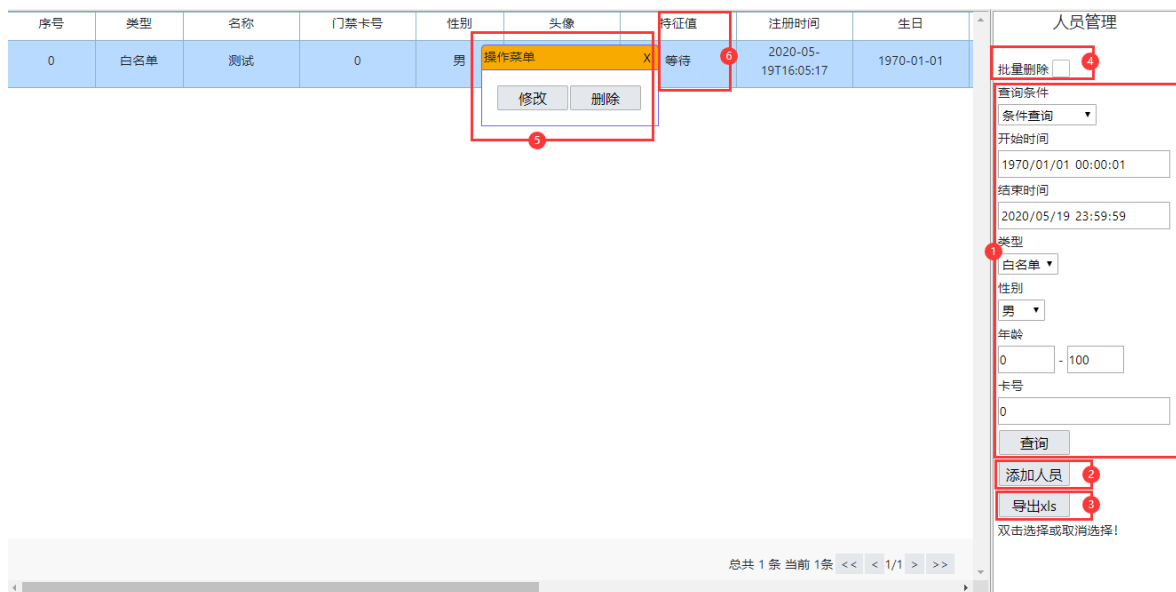 序号 类型 名称 门禁卡号 性别 头像 特征值 注册时间 生日
0 白名单 测试 0 男 等待 2020-05-19T16:05:17 1970-01-01
6
操作菜单 X
修改 删除
5
人员管理
批量删除 4
查询条件
条件查询
开始时间
1970/01/01 00:00:01
结束时间
2020/05/19 23:59:59
类型
1
白名单
性别
男
年龄
0 - 100
卡号
0
查询
添加人员 2
导出xls 3
双击选择或取消选择!
总共 1 条 当前 1条 << < 1/1 > >>